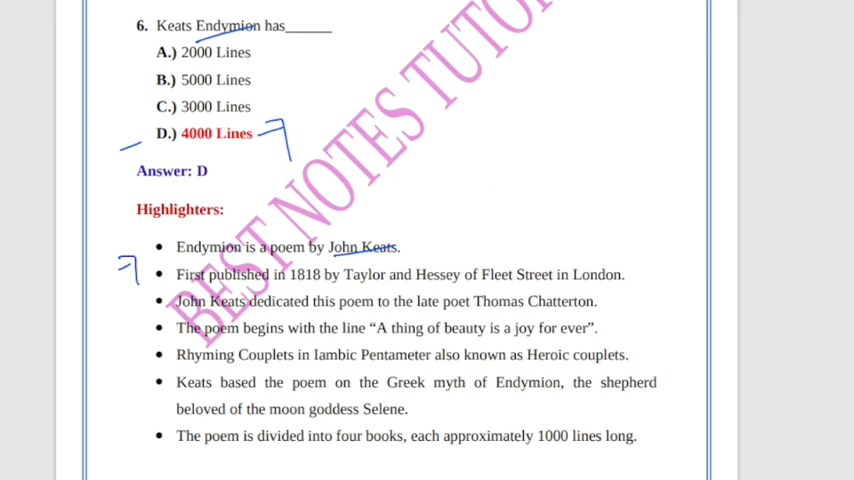 6. Keats Endymion has______
A.) 2000 Lines
B.) 5000 Lines
C.) 3000 Lines
D.) 4000 Lines
Answer: D
Highlighters:
• Endymion is a poem by John Keats.
• First published in 1818 by Taylor and Hessey of Fleet Street in London.
• John Keats dedicated this poem to the late poet Thomas Chatterton.
• The poem begins with the line “A thing of beauty is a joy for ever”.
• Rhyming Couplets in Iambic Pentameter also known as Heroic couplets.
• Keats based the poem on the Greek myth of Endymion, the shepherd
beloved of the moon goddess Selene.
• The poem is divided into four books, each approximately 1000 lines long.
BEST NOTES TUTOR